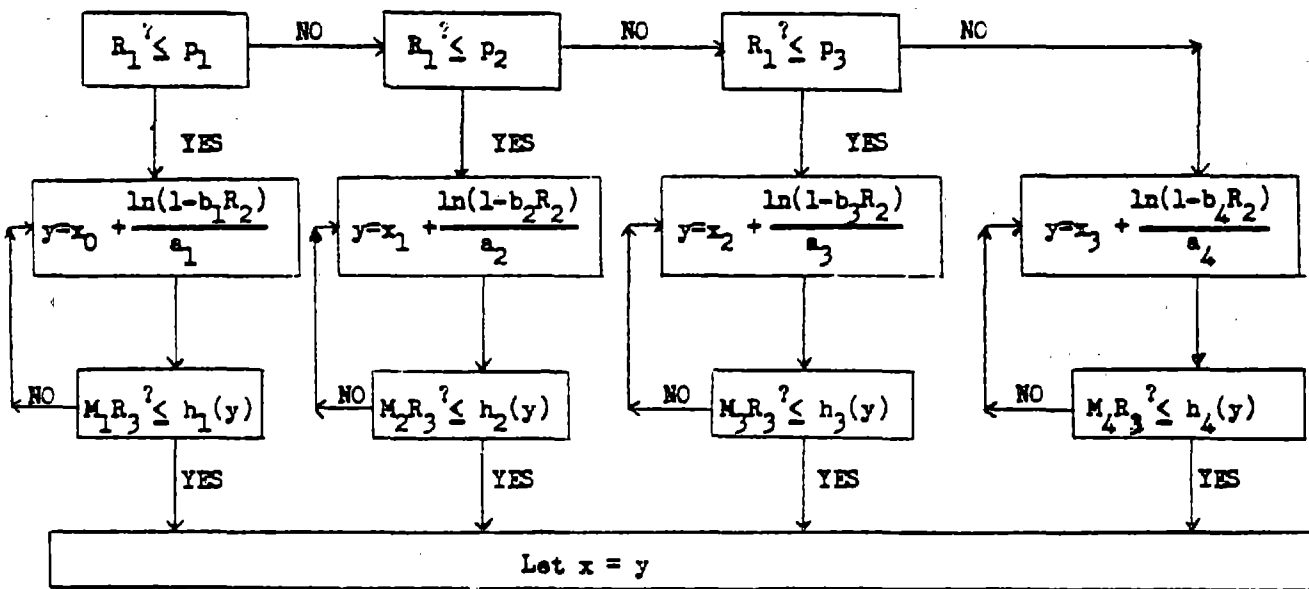 R₁ ≤? p₁ NO R₁ ≤? p₂ NO R₁ ≤? p₃ NO
YES YES YES
y=x₀ + ln(1-b₁R₂)/a₁ y=x₁ + ln(1-b₂R₂)/a₂ y=x₂ + ln(1-b₃R₂)/a₃ y=x₃ + ln(1-b₄R₂)/a₄
NO M₁R₃ ≤? h₁(y) NO M₂R₃ ≤? h₂(y) NO M₃R₃ ≤? h₃(y) NO M₄R₃ ≤? h₄(y)
YES YES YES YES
Let x = y